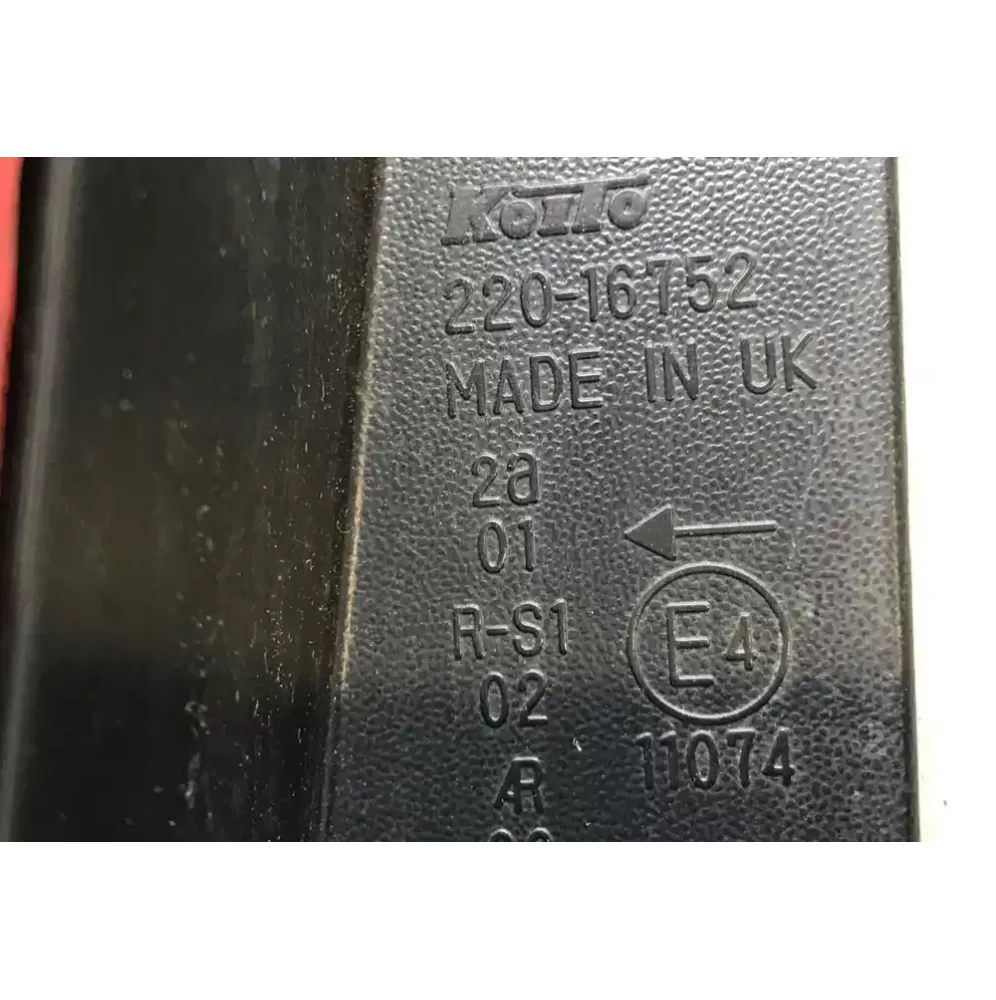 KOITO
220-16752
MADE IN UK
2a
01
R-S1
02
AR
E4
11074